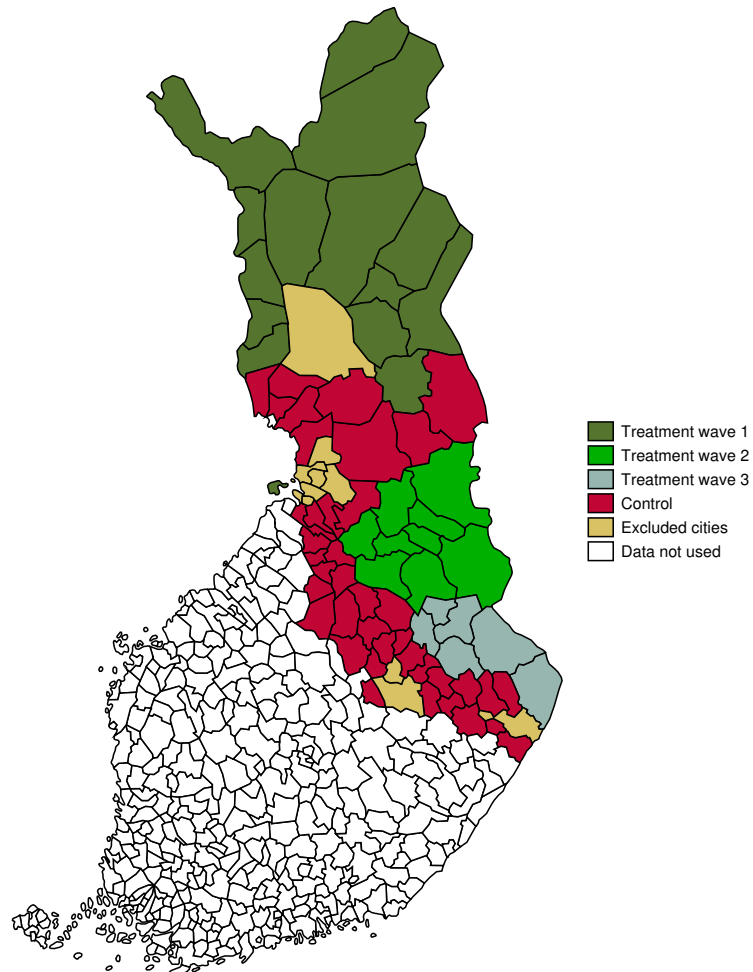 Treatment wave 1
Treatment wave 2
Treatment wave 3
Control
Excluded cities
Data not used